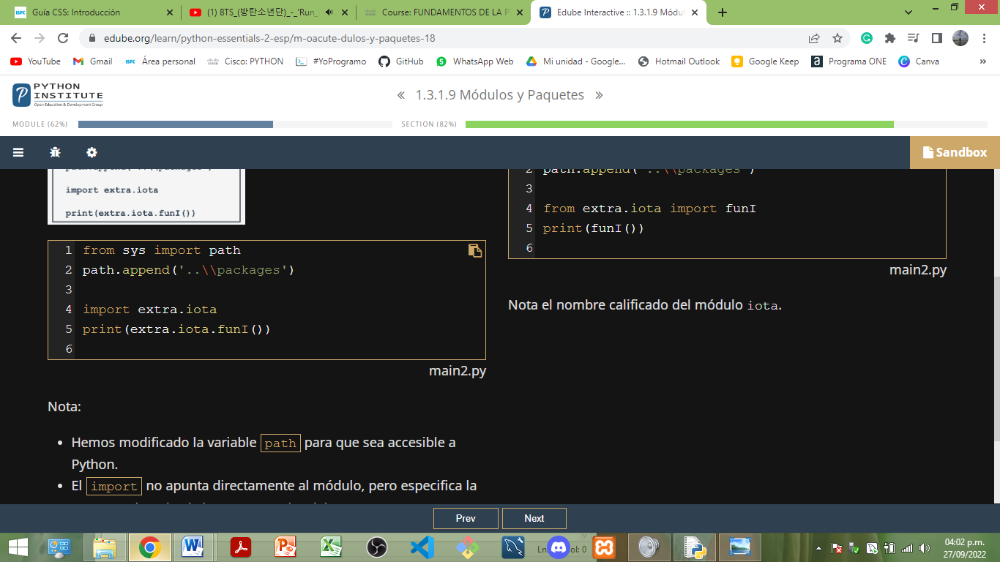 Guía CSS: Introducción
(1) BTS_(방탄소년단)_-_'Run_
Course: FUNDAMENTOS DE LA P
Edube Interactive :: 1.3.1.9 Módul
edube.org/learn/python-essentials-2-esp/m-oacute-dulos-y-paquetes-18
YouTube
Gmail
Área personal
Cisco: PYTHON
#YoProgramo
GitHub
WhatsApp Web
Mi unidad - Google...
Hotmail Outlook
Google Keep
Programa ONE
Canva
»
PYTHON
INSTITUTE
Open Education & Development Group
« 1.3.1.9 Módulos y Paquetes »
MODULE (62%)
SECTION (82%)
Sandbox
import extra.iota
print(extra.iota.funI())
1 from sys import path
2 path.append('..\\packages')
3
4 import extra.iota
5 print(extra.iota.funI())
6
main2.py
Nota:
• Hemos modificado la variable path para que sea accesible a
Python.
• El import no apunta directamente al módulo, pero especifica la
2 path.append('..\\packages')
3
4 from extra.iota import funI
5 print(funI())
6
main2.py
Nota el nombre calificado del módulo iota.
Prev
Next
Ln
ol: 0
04:02 p.m.
27/09/2022